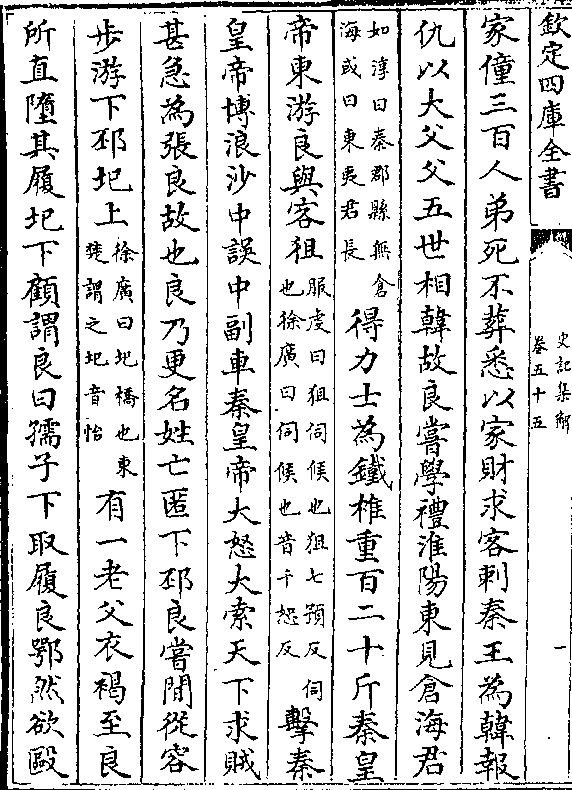 欽定四庫全書
史記集解
卷五十五
一
家僮三百人弟死不葬悉以家財求客刺秦王為韓報
仇以大父父五世相韓故良嘗學禮淮陽東見倉海君
如淳曰秦郡縣無倉
海或曰東夷君長
得力士為鐵椎重百二十斤秦皇
帝東游良與客狙
服虔曰狙伺候也狙七預反伺
也徐廣曰伺候也音千恕反
擊秦
皇帝博浪沙中誤中副車秦皇帝大怒大索天下求賊
甚急為張良故也良乃更名姓亡匿下邳良嘗閒從容
步游下邳圯上
徐廣曰圯橋也東
楚謂之圯音怡
有一老父衣褐至良
所直墮其履圯下顧謂良曰孺子下取履良鄂然欲毆